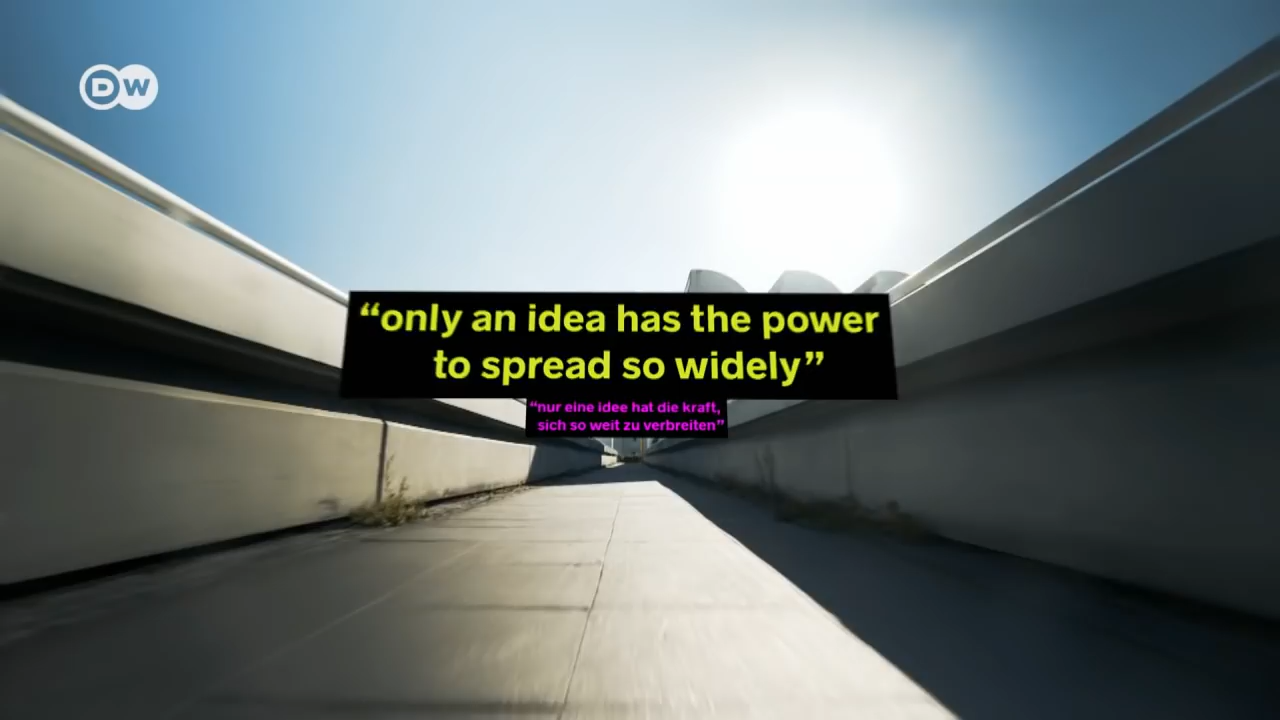 DW
“only an idea has the power
to spread so widely”
“nur eine idee hat die kraft,
sich so weit zu verbreiten”